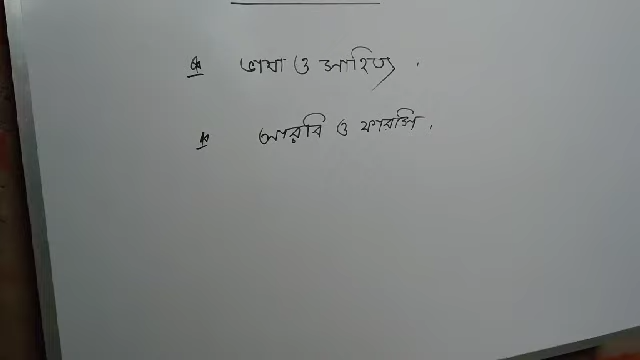 * ভাষা ও সাহিত্য .
* আরবি ও ফারসি .